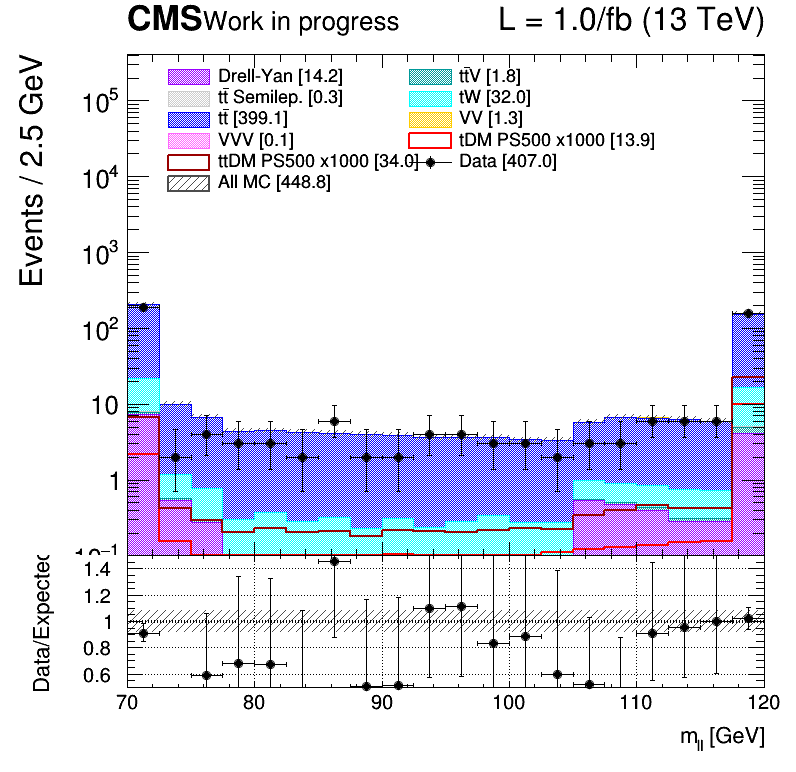 CMS Work in progress L = 1.0/fb (13 TeV)
Events / 2.5 GeV
Drell-Yan [14.2] tt̄V [1.8]
tt̄ Semilep. [0.3] tW [32.0]
tt̄ [399.1] VV [1.3]
VVV [0.1] tDM PS500 x1000 [13.9]
ttDM PS500 x1000 [34.0] Data [407.0]
All MC [448.8]
10⁵
10⁴
10³
10²
10
1
10⁻¹
Data/Expected
1.4
1.2
1
0.8
0.6
70 80 90 100 110 120
m_ll [GeV]